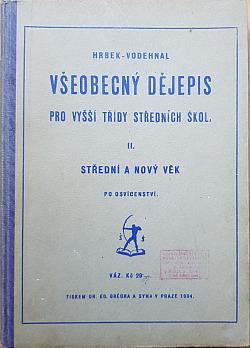 HRBEK-VODEHNAL
VŠEOBECNÝ DĚJEPIS
PRO VYŠŠÍ TŘÍDY STŘEDNÍCH ŠKOL.
II.
STŘEDNÍ A NOVÝ VĚK
PO OSVÍCENSTVÍ.
VÁZ. Kč 29·—
TISKEM DR. ED. GRÉGRA A SYNA V PRAZE 1934.